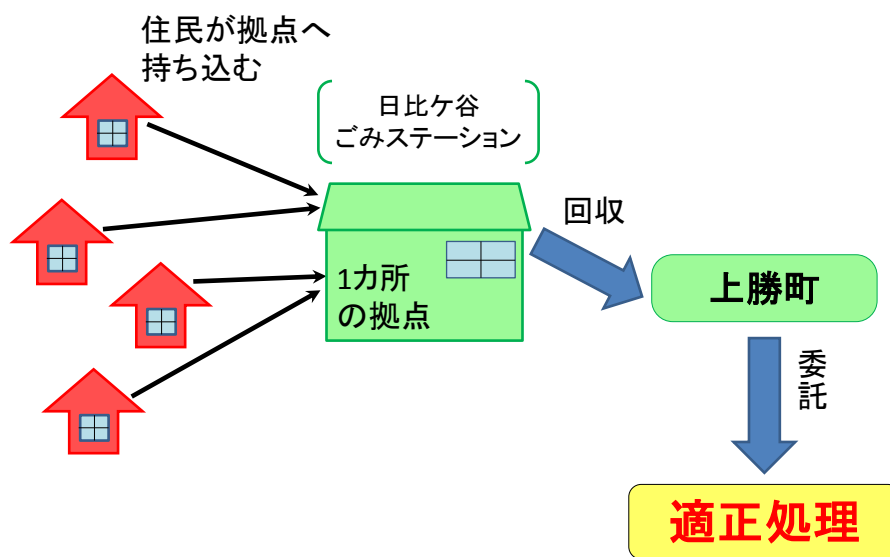 住民が拠点へ
持ち込む
日比ケ谷
ごみステーション
1カ所
の拠点
回収
上勝町
委託
適正処理